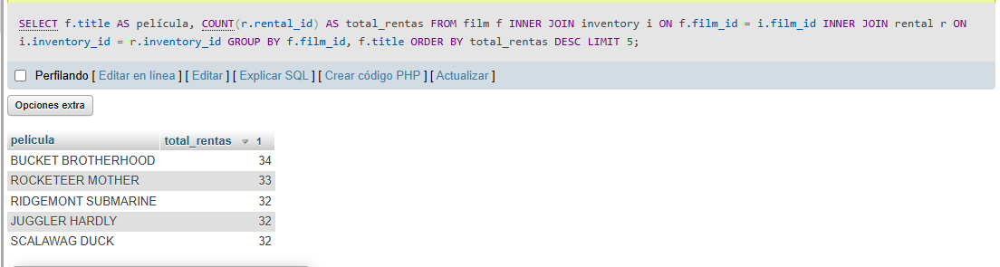 SELECT f.title AS película, COUNT(r.rental_id) AS total_rentas FROM film f INNER JOIN inventory i ON f.film_id = i.film_id INNER JOIN rental r ON
i.inventory_id = r.inventory_id GROUP BY f.film_id, f.title ORDER BY total_rentas DESC LIMIT 5;
Perfilando [ Editar en línea ] [ Editar ] [ Explicar SQL ] [ Crear código PHP ] [ Actualizar ]
Opciones extra
película total_rentas 1
BUCKET BROTHERHOOD 34
ROCKETEER MOTHER 33
RIDGEMONT SUBMARINE 32
JUGGLER HARDLY 32
SCALAWAG DUCK 32